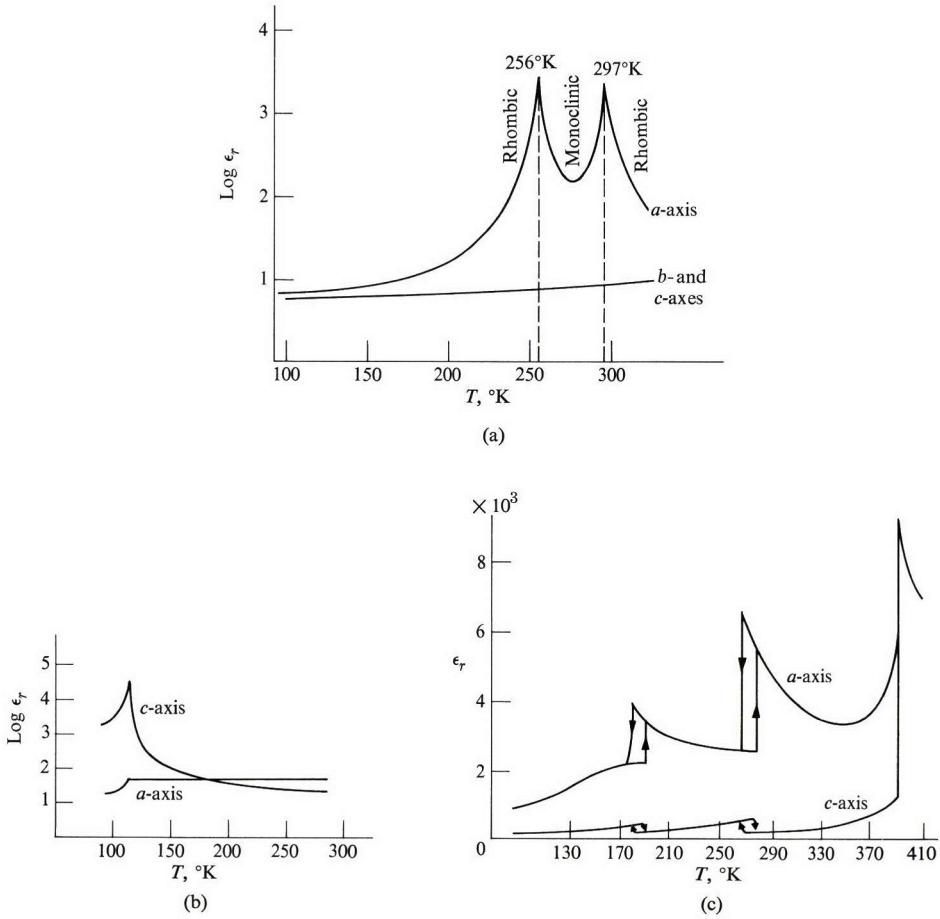 4
256°K
297°K
3
Rhombic
Monoclinic
Rhombic
Log ϵr
2
a-axis
1
b- and
c-axes
100
150
200
250
300
T, °K
(a)
× 10³
8
6
ϵr
a-axis
4
2
c-axis
0
130
170
210
250
290
330
370
410
T, °K
(c)
5
4
c-axis
Log ϵr
3
2
a-axis
1
100
150
200
250
300
T, °K
(b)